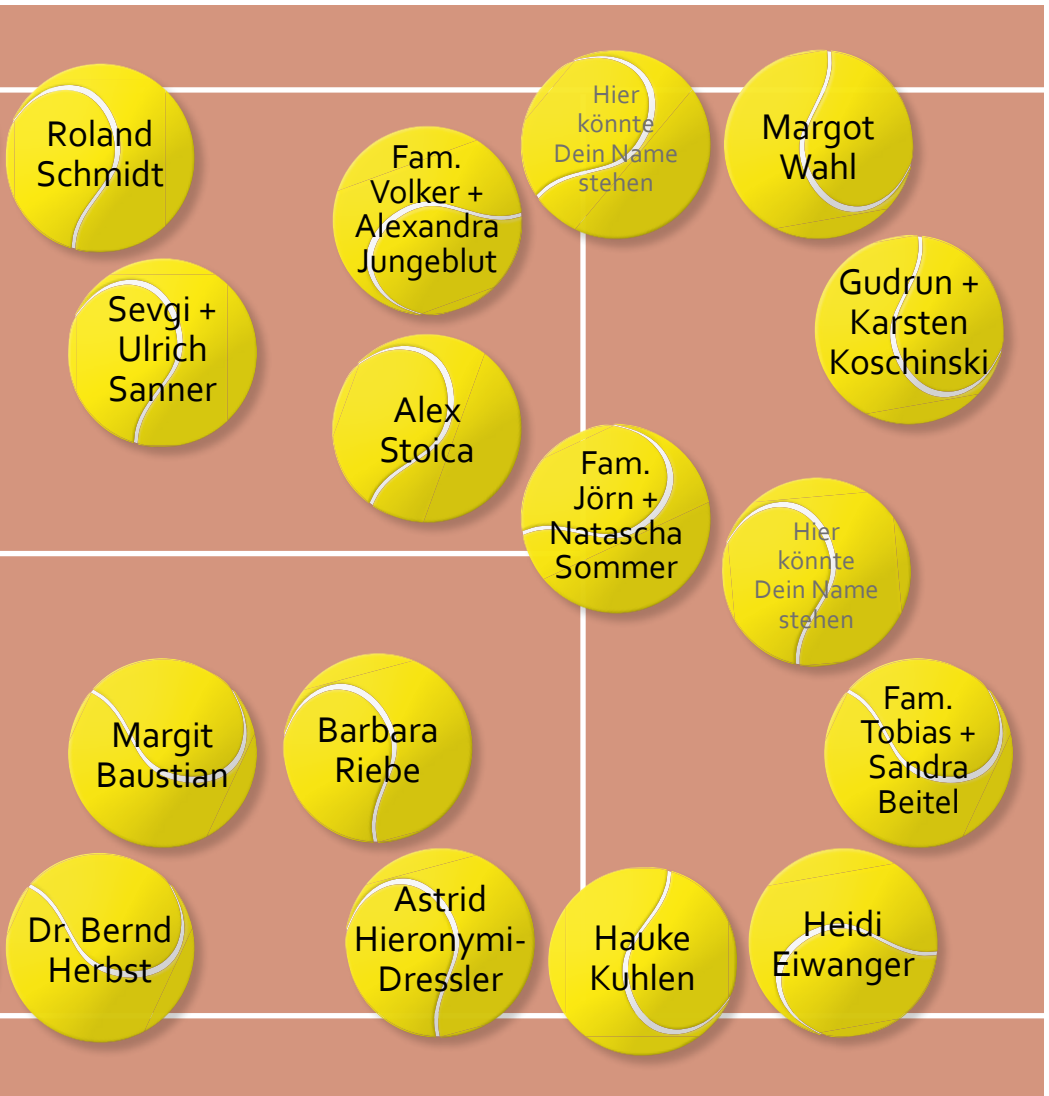 Roland
Schmidt
Fam.
Volker +
Alexandra
Jungeblut
Hier
könnte
Dein Name
stehen
Margot
Wahl
Sevgi +
Ulrich
Sanner
Gudrun +
Karsten
Koschinski
Alex
Stoica
Fam.
Jörn +
Natascha
Sommer
Hier
könnte
Dein Name
stehen
Margit
Baustian
Barbara
Riebe
Fam.
Tobias +
Sandra
Beitel
Dr. Bernd
Herbst
Astrid
Hieronymi-
Dressler
Hauke
Kuhlen
Heidi
Eiwanger